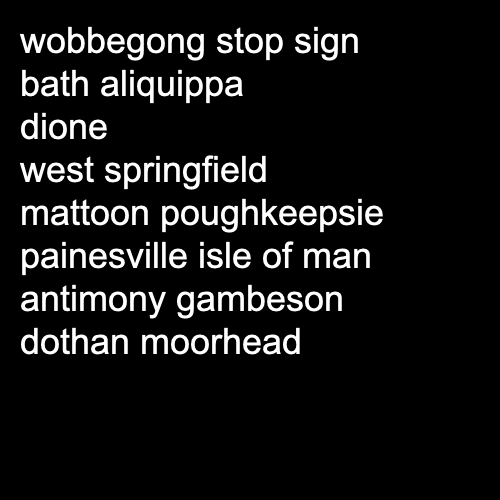 wobbegong stop sign
bath aliquippa
dione
west springfield
mattoon poughkeepsie
painesville isle of man
antimony gambeson
dothan moorhead